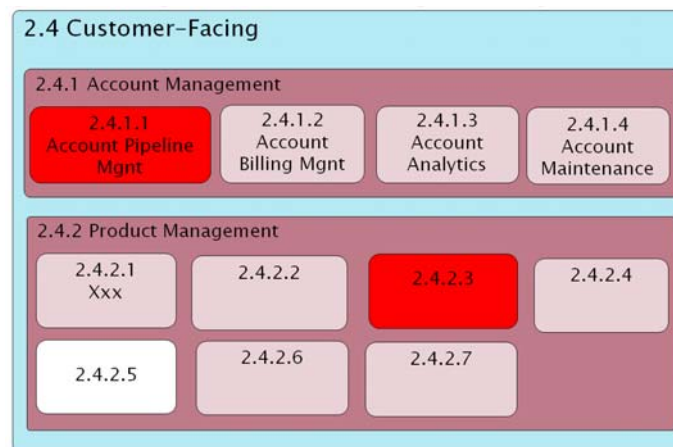 2.4 Customer-Facing
2.4.1 Account Management
2.4.1.1
Account Pipeline
Mgnt
2.4.1.2
Account
Billing Mgnt
2.4.1.3
Account
Analytics
2.4.1.4
Account
Maintenance
2.4.2 Product Management
2.4.2.1
Xxx
2.4.2.2
2.4.2.3
2.4.2.4
2.4.2.5
2.4.2.6
2.4.2.7